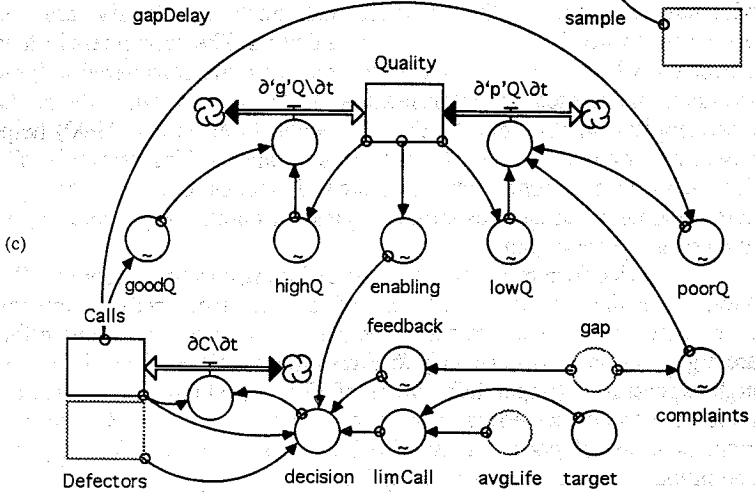 gapDelay
sample
Quality
∂'g'Q\∂t
∂'p'Q\∂t
~
~
~
~
~
(c)
goodQ
highQ
enabling
lowQ
poorQ
Calls
feedback
gap
∂C\∂t
~
~
complaints
~
Defectors
decision
limCall
avgLife
target